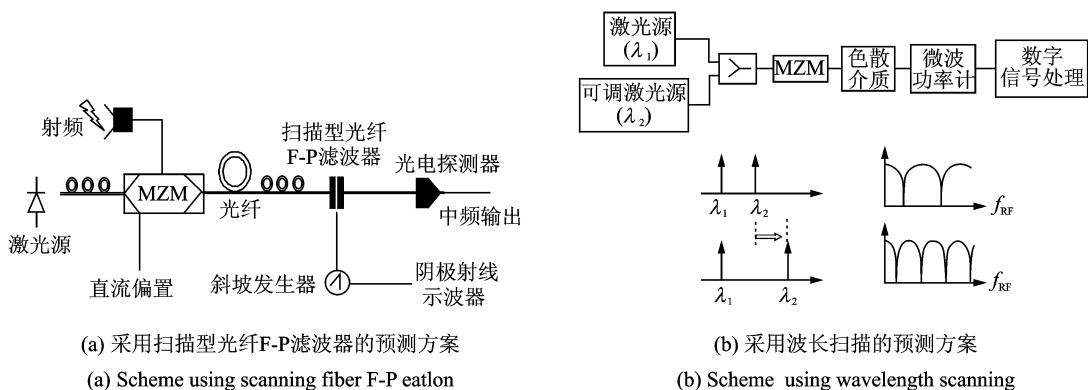 射频
激光源
MZM
直流偏置
光纤
扫描型光纤
F-P滤波器
光电探测器
中频输出
斜坡发生器
阴极射线
示波器
(a) 采用扫描型光纤F-P滤波器的预测方案
(a) Scheme using scanning fiber F-P eatlon
激光源
(λ₁)
可调激光源
(λ₂)
MZM
色散
介质
微波
功率计
数字
信号处理
λ₁ λ₂
f_RF
λ₁ λ₂
f_RF
(b) 采用波长扫描的预测方案
(b) Scheme using wavelength scanning